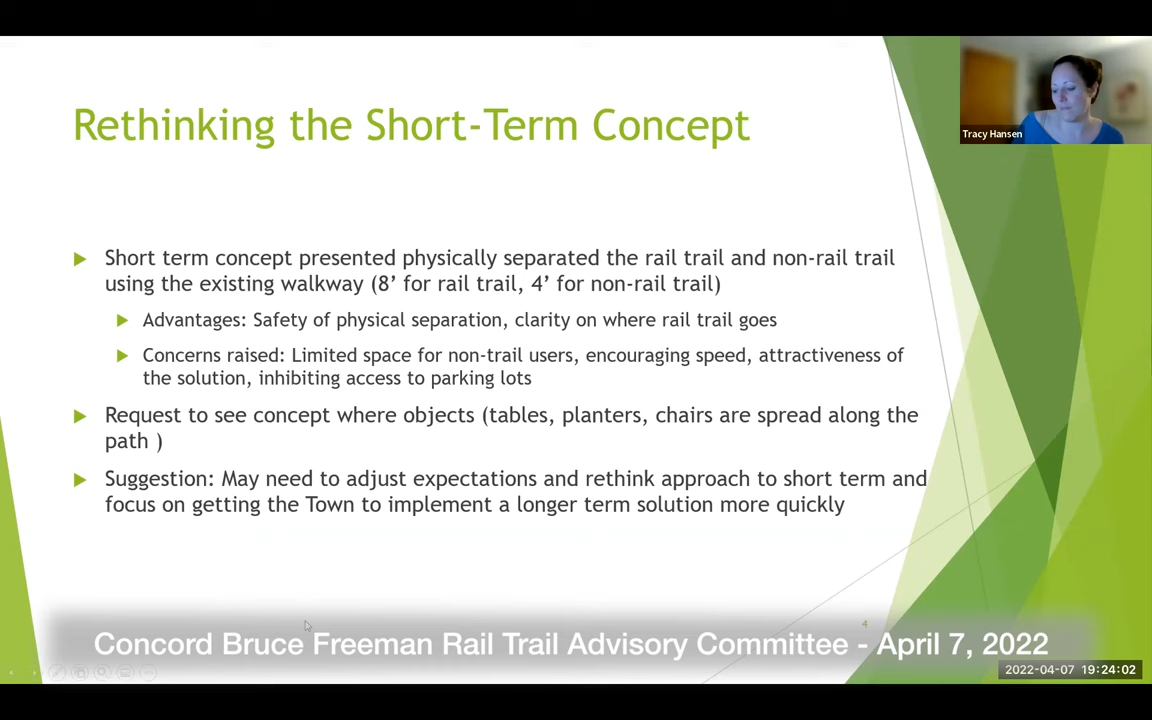 Rethinking the Short-Term Concept
Tracy Hansen
Short term concept presented physically separated the rail trail and non-rail trail
using the existing walkway (8’ for rail trail, 4’ for non-rail trail)
Advantages: Safety of physical separation, clarity on where rail trail goes
Concerns raised: Limited space for non-trail users, encouraging speed, attractiveness of
the solution, inhibiting access to parking lots
Request to see concept where objects (tables, planters, chairs are spread along the
path )
Suggestion: May need to adjust expectations and rethink approach to short term and
focus on getting the Town to implement a longer term solution more quickly
4
Concord Bruce Freeman Rail Trail Advisory Committee - April 7, 2022
2022-04-07 19:24:02